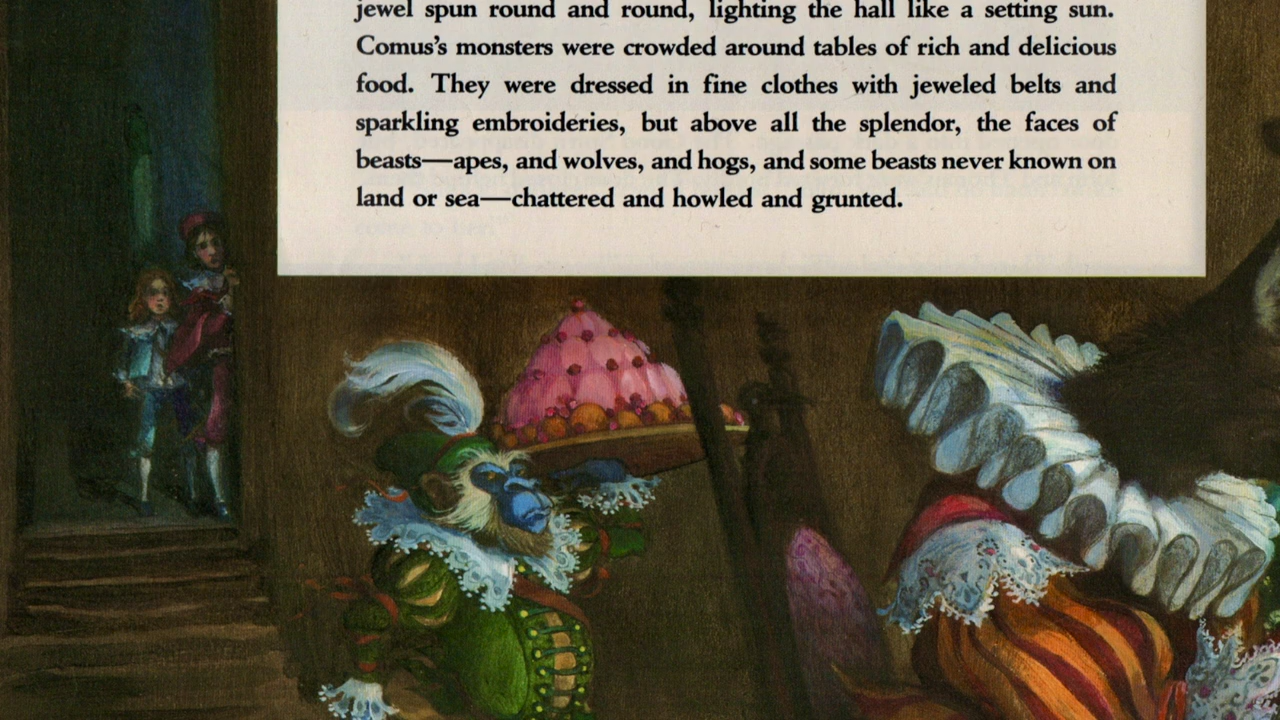 jewel spun round and round, lighting the hall like a setting sun.
Comus’s monsters were crowded around tables of rich and delicious
food. They were dressed in fine clothes with jeweled belts and
sparkling embroideries, but above all the splendor, the faces of
beasts—apes, and wolves, and hogs, and some beasts never known on
land or sea—chattered and howled and grunted.